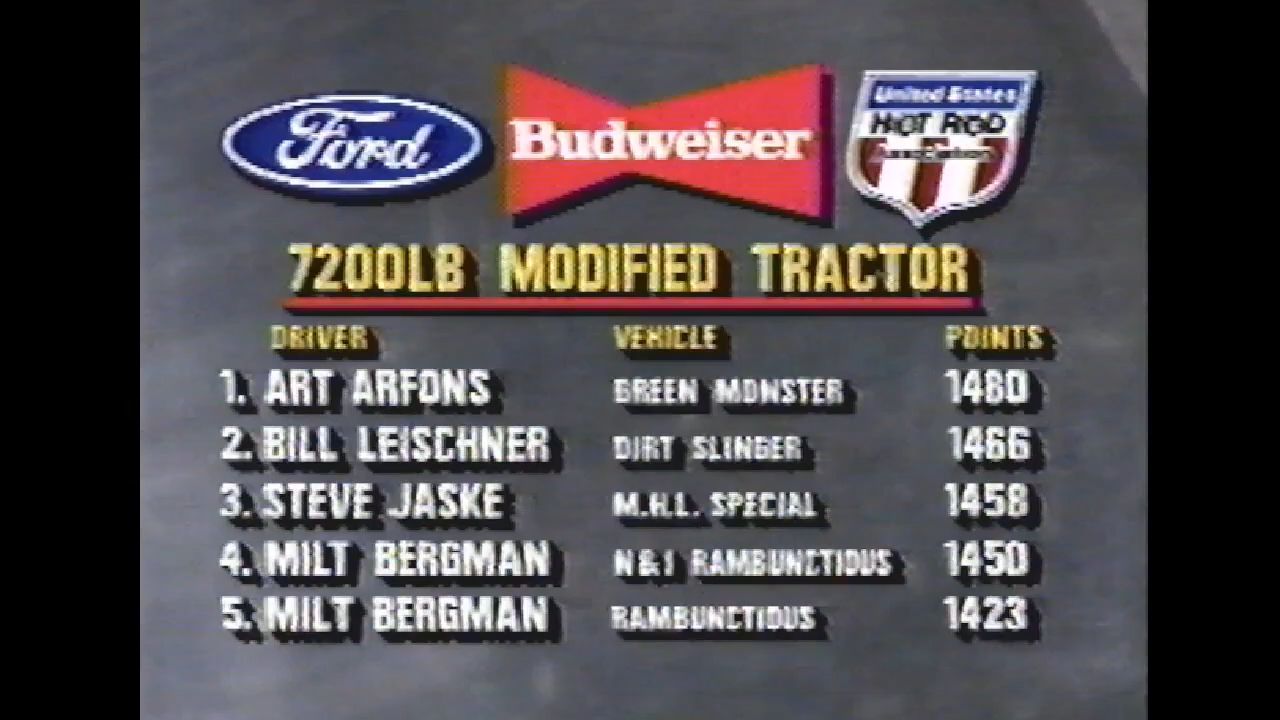 Ford Budweiser United States
HOT ROD
Association
7200LB MODIFIED TRACTOR
DRIVER VEHICLE POINTS
1. ART ARFONS GREEN MONSTER 1480
2. BILL LEISCHNER DIRT SLINGER 1466
3. STEVE JASKE M.H.L. SPECIAL 1458
4. MILT BERGMAN N&I RAMBUNCTIOUS 1450
5. MILT BERGMAN RAMBUNCTIOUS 1423